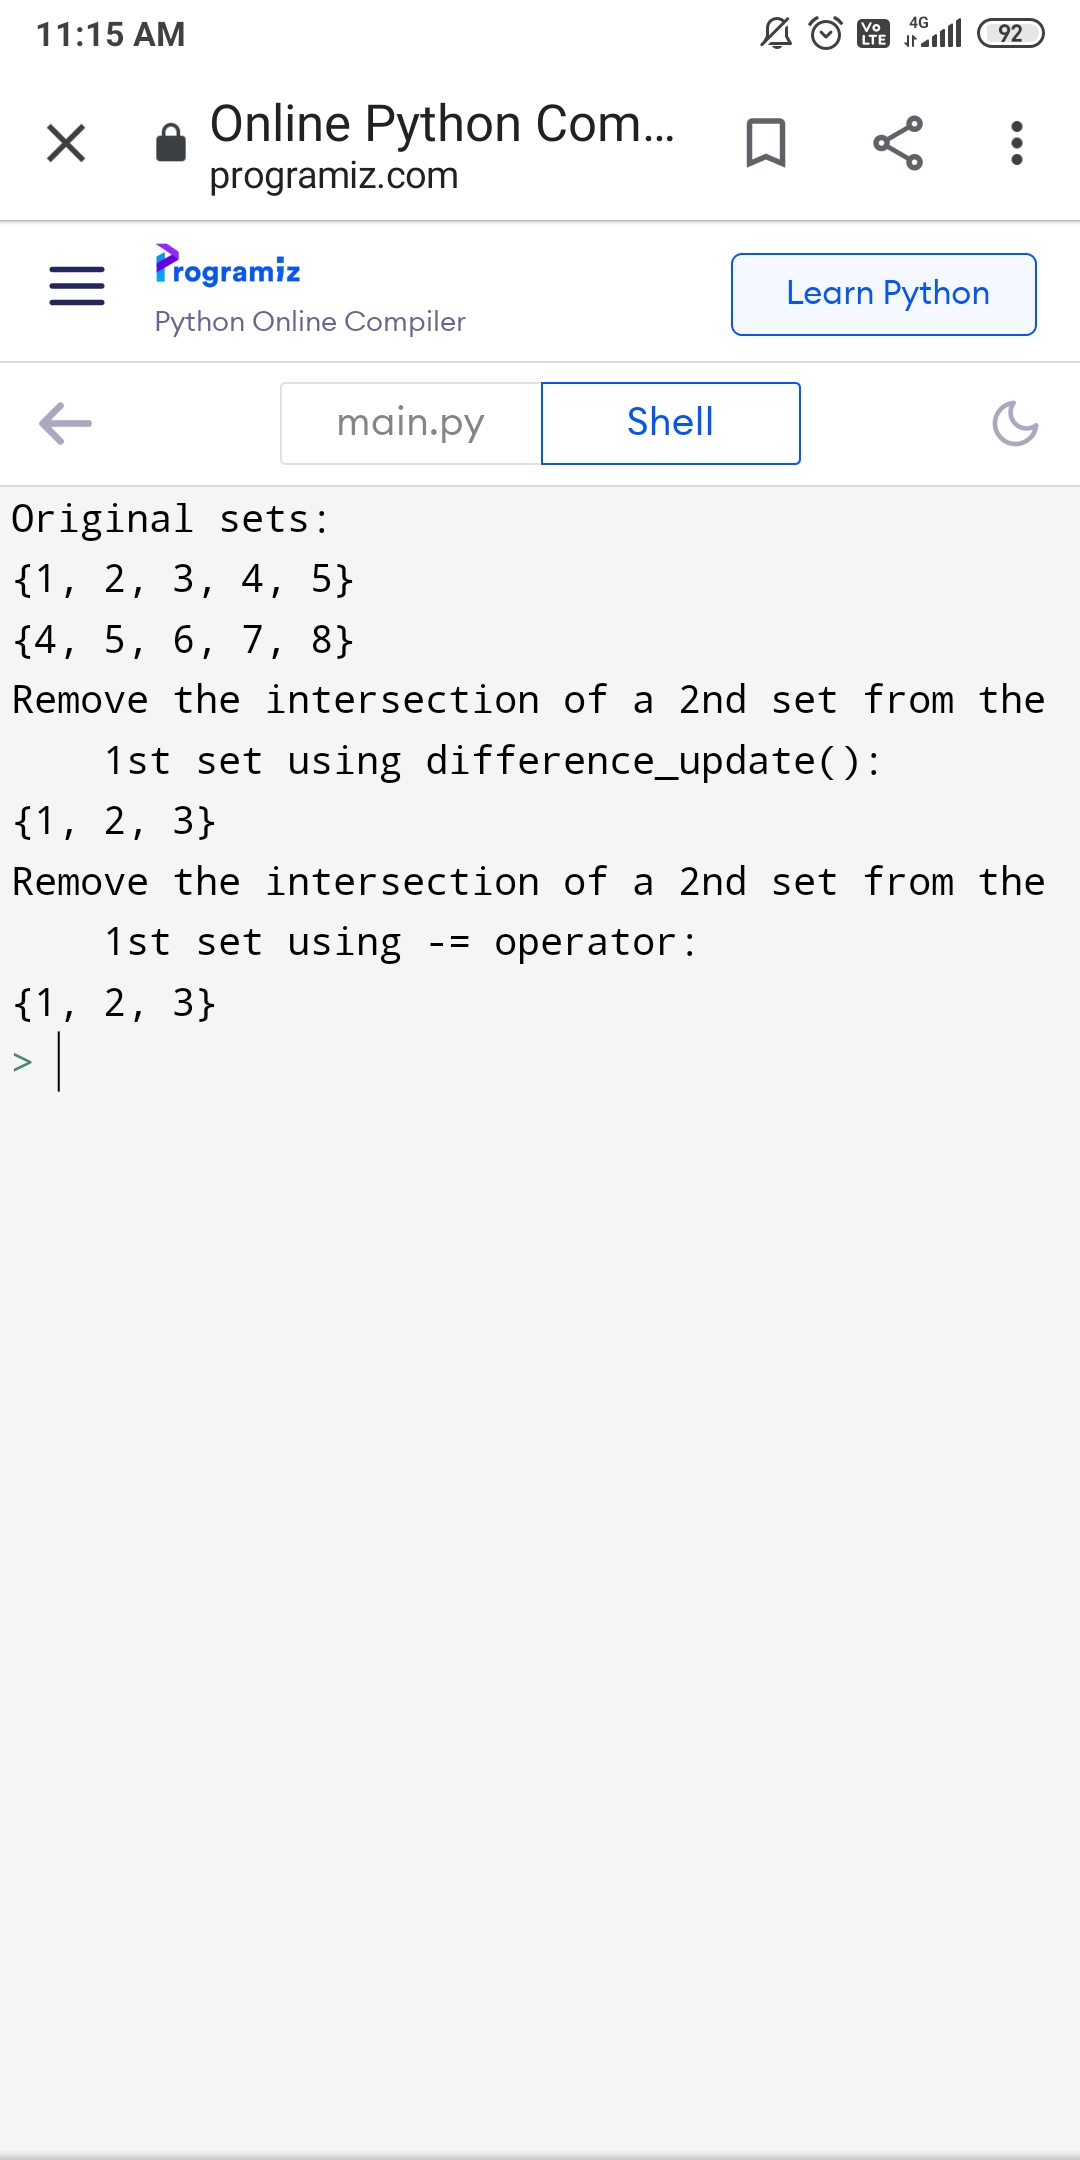 11:15 AM
4G
Vo
LTE
92
Online Python Com...
programiz.com
Programiz
Python Online Compiler
Learn Python
main.py
Shell
Original sets:
{1, 2, 3, 4, 5}
{4, 5, 6, 7, 8}
Remove the intersection of a 2nd set from the
1st set using difference_update():
{1, 2, 3}
Remove the intersection of a 2nd set from the
1st set using -= operator:
{1, 2, 3}
>